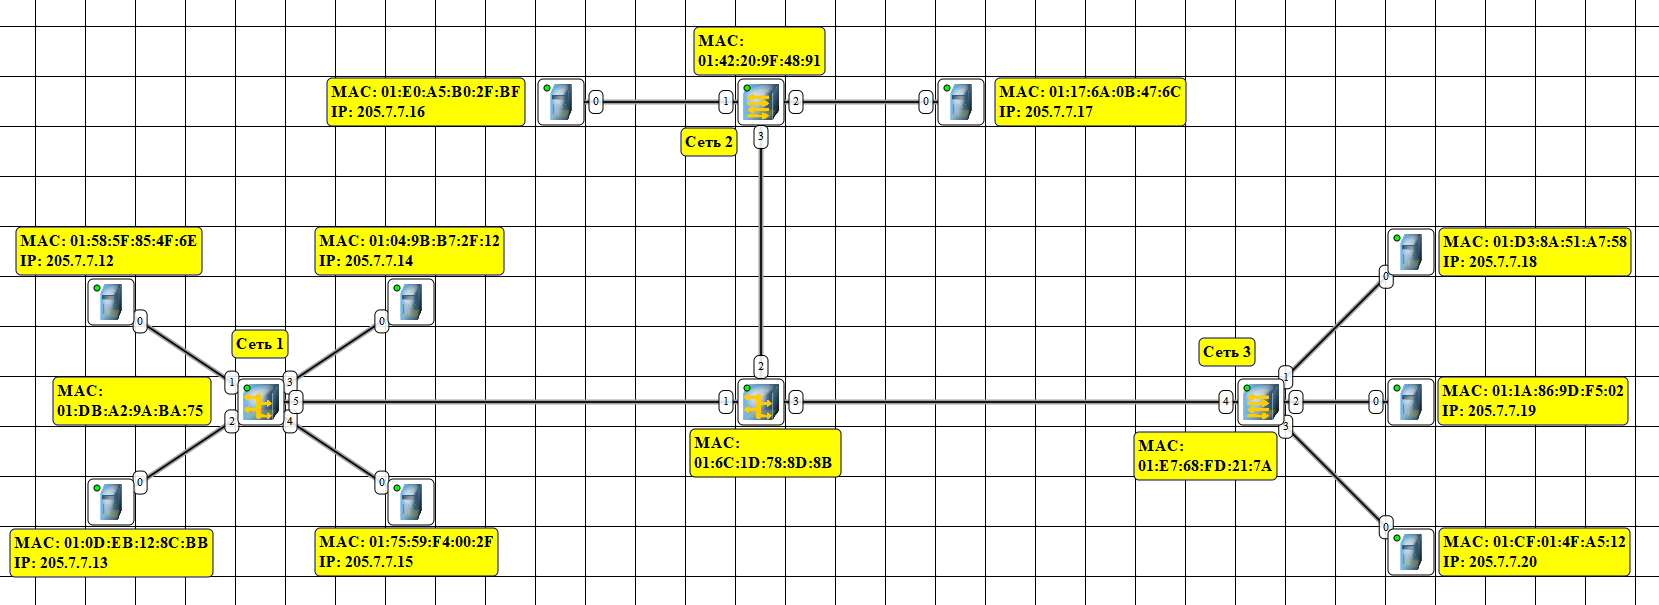 MAC:
01:42:20:9F:48:91
MAC: 01:E0:A5:B0:2F:BF
IP: 205.7.7.16
0
1
2
0
MAC: 01:17:6A:0B:47:6C
IP: 205.7.7.17
Сеть 2
3
MAC: 01:58:5F:85:4F:6E
IP: 205.7.7.12
MAC: 01:04:9B:B7:2F:12
IP: 205.7.7.14
MAC: 01:D3:8A:51:A7:58
IP: 205.7.7.18
0
0
0
Сеть 1
Сеть 3
2
1
3
1
MAC:
01:DB:A2:9A:BA:75
5
1
3
4
2
0
MAC: 01:1A:86:9D:F5:02
IP: 205.7.7.19
2
4
3
MAC:
01:6C:1D:78:8D:8B
MAC:
01:E7:68:FD:21:7A
0
0
0
MAC: 01:0D:EB:12:8C:BB
IP: 205.7.7.13
MAC: 01:75:59:F4:00:2F
IP: 205.7.7.15
MAC: 01:CF:01:4F:A5:12
IP: 205.7.7.20